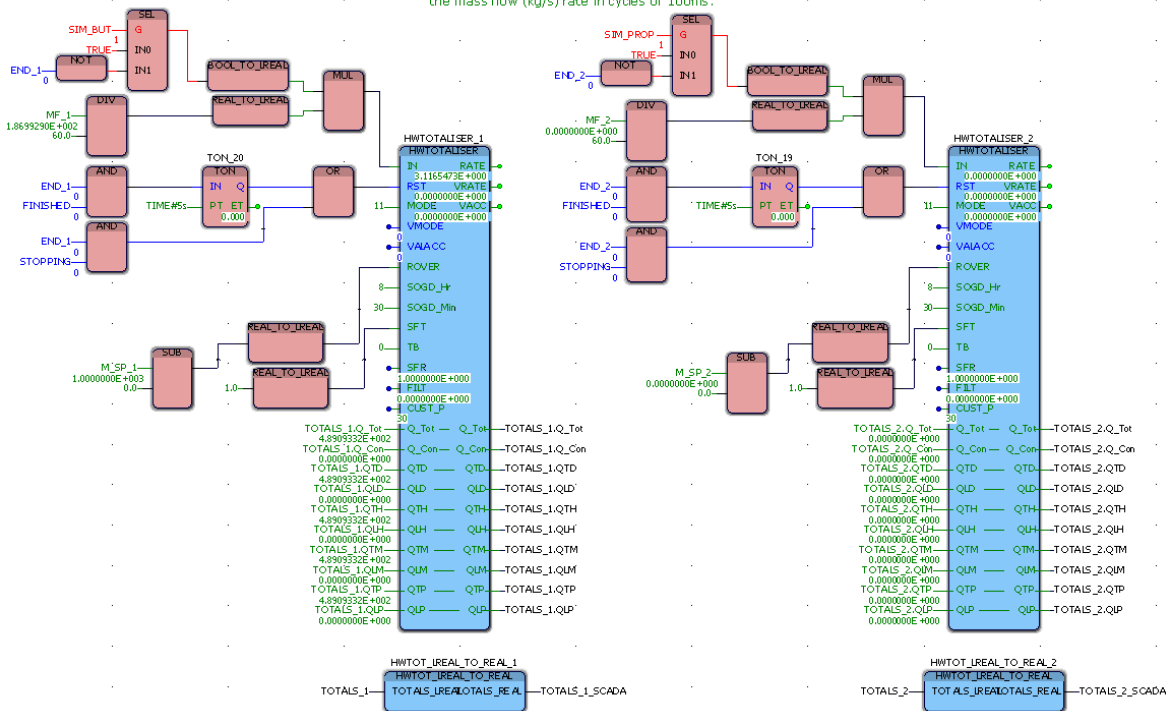 the mass flow (kg/s) rate in cycles of 100ms.
SEL
SIM_BUT
G
1
TRUE
IN0
NOT
END_1
0
IN1
BOOL_TO_LREAL
MUL
DIV
REAL_TO_LREAL
MF_1
1.8699290E+002
60.0
HWTOTALISER_1
HWTOTALISER
AND
TON_20
TON
OR
IN RATE
3.1165473E+000
END_1
0
IN Q
RST VRATE
0.0000000E+000
FINISHED
0
TIME#5s
PT ET
0.000
11
MODE VACC
0.0000000E+000
AND
VMODE
0
END_1
0
VALACC
0
STOPPING
0
ROVER
8
SOGD_Hr
30
SOGD_Min
REAL_TO_LREAL
SFT
SUB
0
TB
M_SP_1
1.0000000E+003
0.0
REAL_TO_LREAL
1.0
SFR
1.0000000E+000
FILT
0.0000000E+000
CUST_P
30
TOTALS_1.Q_Tot Q_Tot Q_Tot TOTALS_1.Q_Tot
4.8909332E+002
TOTALS_1.Q_Con Q_Con Q_Con TOTALS_1.Q_Con
0.0000000E+000
TOTALS_1.QTD QTD QTD TOTALS_1.QTD
4.8909332E+002
TOTALS_1.QLD QLD QLD TOTALS_1.QLD
0.0000000E+000
TOTALS_1.QTH QTH QTH TOTALS_1.QTH
4.8909332E+002
TOTALS_1.QLH QLH QLH TOTALS_1.QLH
0.0000000E+000
TOTALS_1.QTM QTM QTM TOTALS_1.QTM
4.8909332E+002
TOTALS_1.QLM QLM QLM TOTALS_1.QLM
0.0000000E+000
TOTALS_1.QTP QTP QTP TOTALS_1.QTP
4.8909332E+002
TOTALS_1.QLP QLP QLP TOTALS_1.QLP
0.0000000E+000
HWTOT_LREAL_TO_REAL_1
HWTOT_LREAL_TO_REAL
TOTALS_1 TOTALS_LREAL TOTALS_REAL TOTALS_1_SCADA
SEL
SIM_PROP
G
1
TRUE
IN0
NOT
END_2
0
IN1
BOOL_TO_LREAL
MUL
DIV
REAL_TO_LREAL
MF_2
0.0000000E+000
60.0
HWTOTALISER_2
HWTOTALISER
AND
TON_19
TON
OR
IN RATE
0.0000000E+000
END_2
0
IN Q
RST VRATE
0.0000000E+000
FINISHED
0
TIME#5s
PT ET
0.000
11
MODE VACC
0.0000000E+000
AND
VMODE
0
END_2
0
VALACC
0
STOPPING
0
ROVER
8
SOGD_Hr
30
SOGD_Min
REAL_TO_LREAL
SFT
SUB
0
TB
M_SP_2
0.0000000E+000
0.0
REAL_TO_LREAL
1.0
SFR
1.0000000E+000
FILT
0.0000000E+000
CUST_P
30
TOTALS_2.Q_Tot Q_Tot Q_Tot TOTALS_2.Q_Tot
0.0000000E+000
TOTALS_2.Q_Con Q_Con Q_Con TOTALS_2.Q_Con
0.0000000E+000
TOTALS_2.QTD QTD QTD TOTALS_2.QTD
0.0000000E+000
TOTALS_2.QLD QLD QLD TOTALS_2.QLD
0.0000000E+000
TOTALS_2.QTH QTH QTH TOTALS_2.QTH
0.0000000E+000
TOTALS_2.QLH QLH QLH TOTALS_2.QLH
0.0000000E+000
TOTALS_2.QTM QTM QTM TOTALS_2.QTM
0.0000000E+000
TOTALS_2.QLM QLM QLM TOTALS_2.QLM
0.0000000E+000
TOTALS_2.QTP QTP QTP TOTALS_2.QTP
0.0000000E+000
TOTALS_2.QLP QLP QLP TOTALS_2.QLP
0.0000000E+000
HWTOT_LREAL_TO_REAL_2
HWTOT_LREAL_TO_REAL
TOTALS_2 TOTALS_LREAL TOTALS_REAL TOTALS_2_SCADA